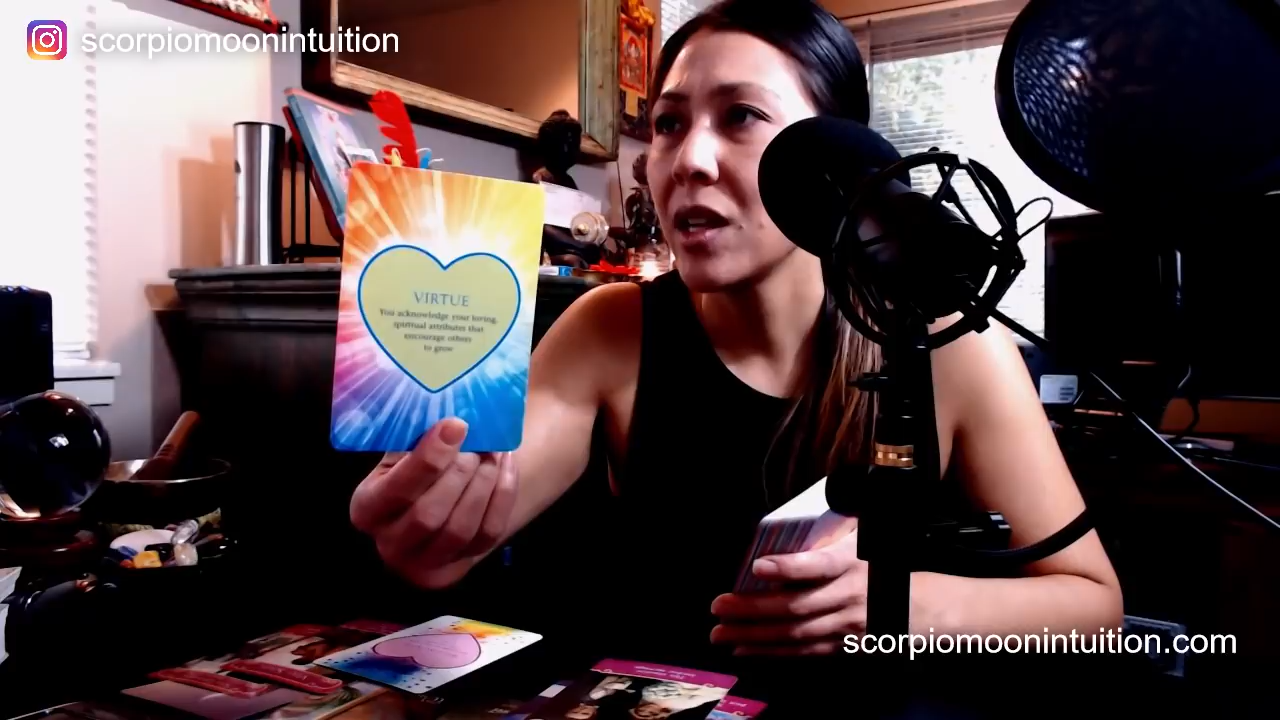 scorpiomoonintuition
VIRTUE
You acknowledge your loving,
spiritual attributes that
encourage others
to grow
scorpiomoonintuition.com